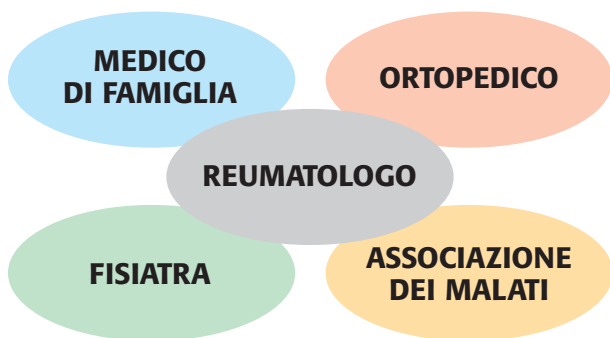 MEDICO
DI FAMIGLIA
ORTOPEDICO
REUMATOLOGO
FISIATRA
ASSOCIAZIONE
DEI MALATI